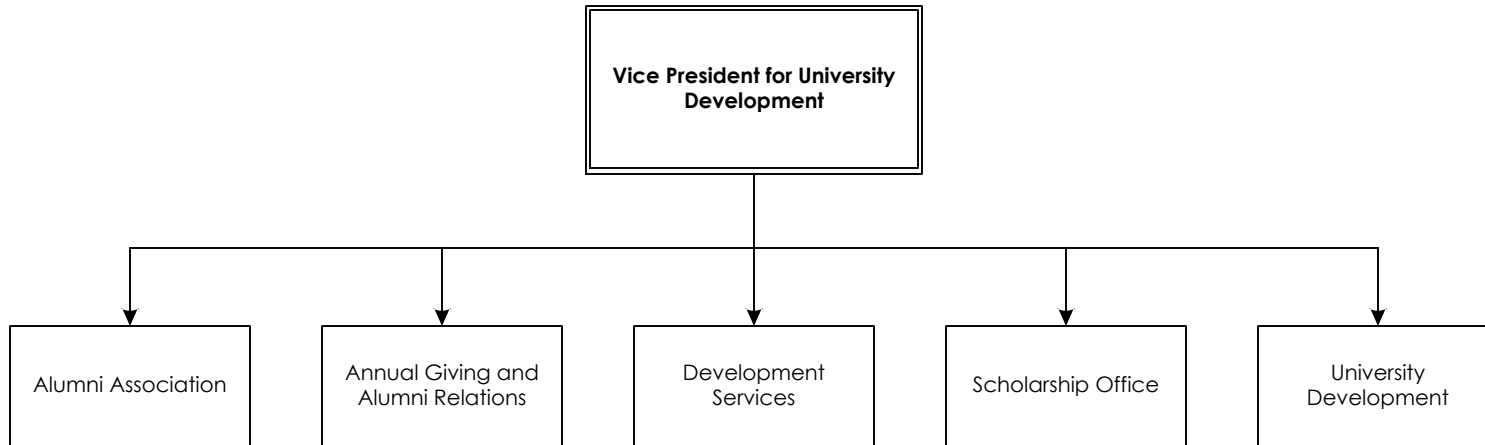 Vice President for University
Development
Alumni Association
Annual Giving and
Alumni Relations
Development
Services
Scholarship Office
University
Development